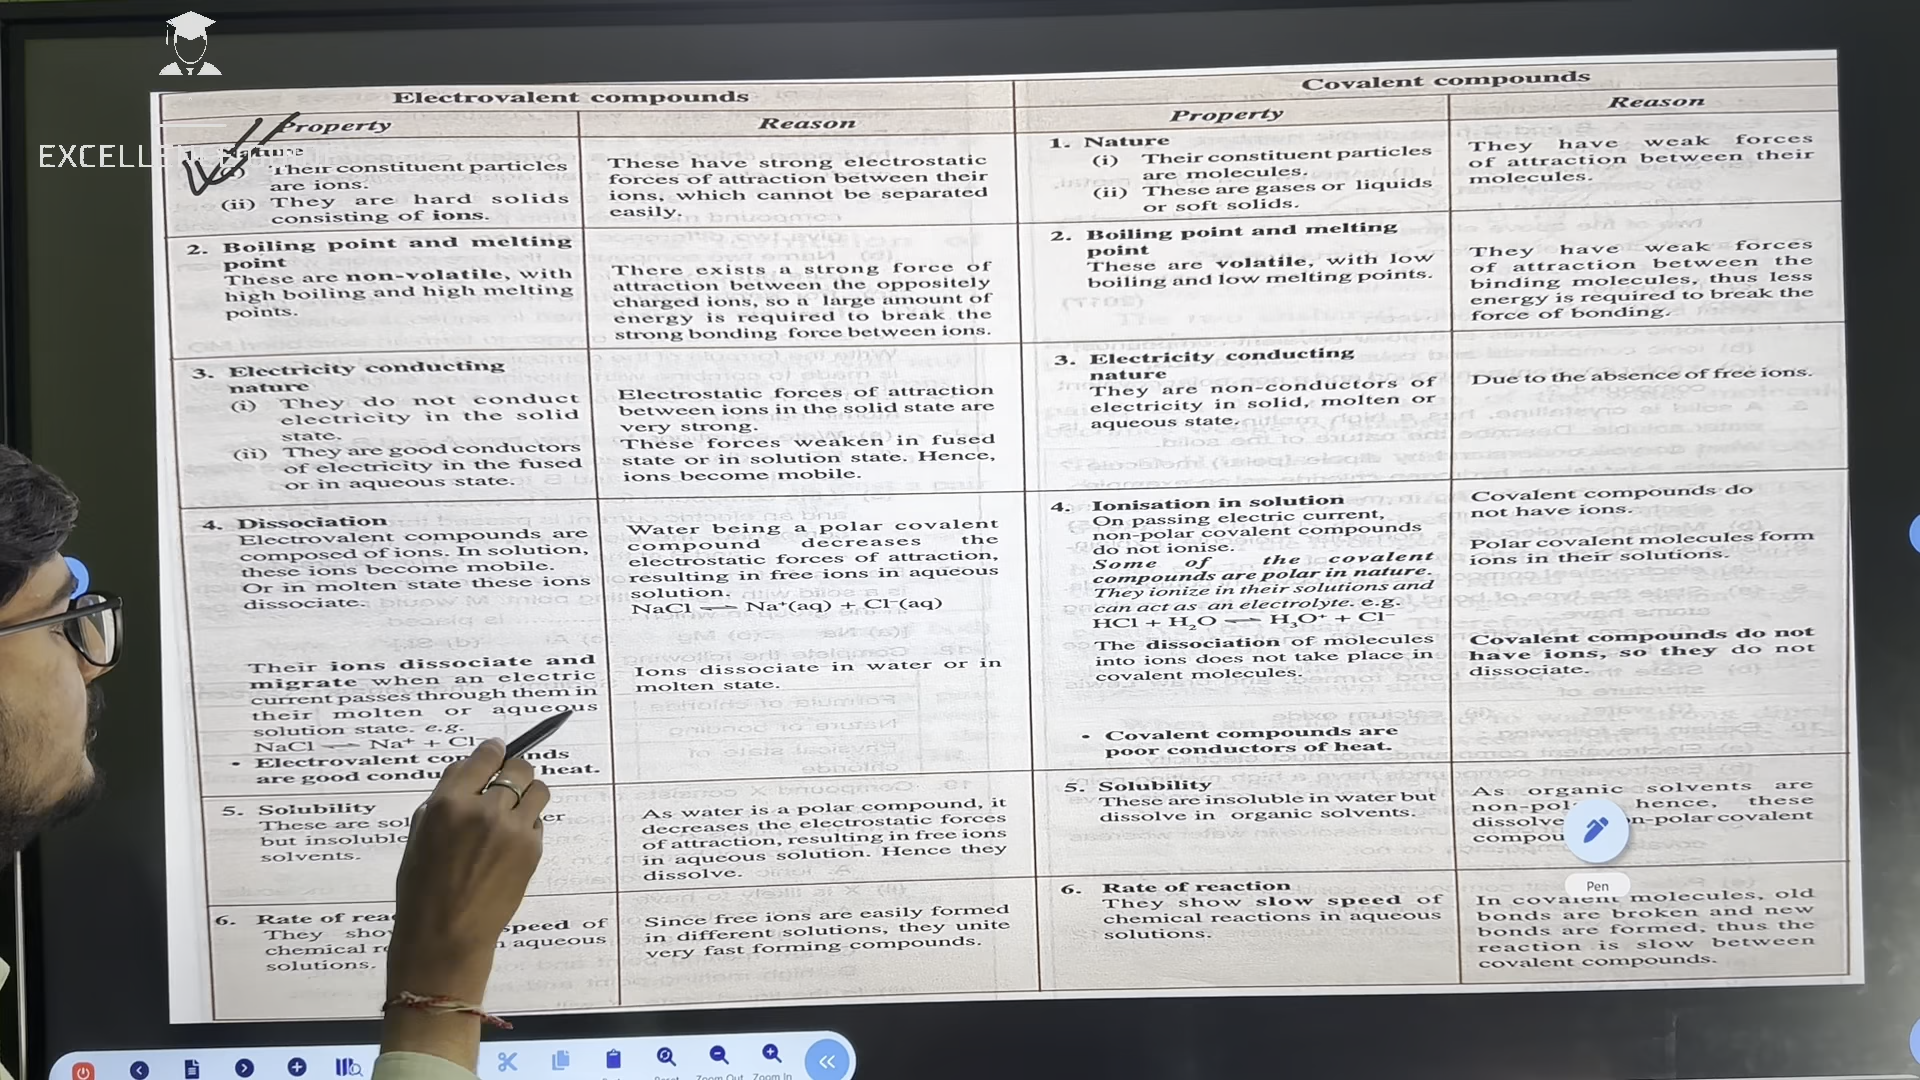 EXCELLEN
Electrovalent compounds
Property
Reason
Nature
Their constituent particles
are ions.
(ii) They are hard solids
consisting of ions.
These have strong electrostatic
forces of attraction between their
ions, which cannot be separated
easily.
2. Boiling point and melting
point
These are non-volatile, with
high boiling and high melting
points.
There exists a strong force of
attraction between the oppositely
charged ions, so a large amount of
energy is required to break the
strong bonding force between ions.
3. Electricity conducting
nature
(i) They do not conduct
electricity in the solid
state.
(ii) They are good conductors
of electricity in the fused
or in aqueous state.
Electrostatic forces of attraction
between ions in the solid state are
very strong.
These forces weaken in fused
state or in solution state. Hence,
ions become mobile.
4. Dissociation
Electrovalent compounds are
composed of ions. In solution,
these ions become mobile.
Or in molten state these ions
dissociate.
Their ions dissociate and
migrate when an electric
current passes through them in
their molten or aqueous
solution state. e.g.
NaCl ⇌ Na⁺ + Cl⁻
• Electrovalent nds
are good heat.
Water being a polar covalent
compound decreases the
electrostatic forces of attraction,
resulting in free ions in aqueous
solution.
NaCl ⇌ Na⁺(aq) + Cl⁻(aq)
Ions dissociate in water or in
molten state.
5. Solubility
These are
but insoluble
solvents.
As water is a polar compound, it
decreases the electrostatic forces
of attraction, resulting in free ions
in aqueous solution. Hence they
dissolve.
6. Rate of speed of
They
chemical aqueous
solutions.
Since free ions are easily formed
in different solutions, they unite
very fast forming compounds.
Covalent compounds
Property
Reason
1. Nature
(i) Their constituent particles
are molecules.
(ii) These are gases or liquids
or soft solids.
They have weak forces
of attraction between their
molecules.
2. Boiling point and melting
point
These are volatile, with low
boiling and low melting points.
They have weak forces
of attraction between the
binding molecules, thus less
energy is required to break the
force of bonding.
3. Electricity conducting
nature
They are non-conductors of
electricity in solid, molten or
aqueous state.
Due to the absence of free ions.
4. Ionisation in solution
On passing electric current,
non-polar covalent compounds
do not ionise.
Some of the covalent
compounds are polar in nature.
They ionize in their solutions and
can act as an electrolyte. e.g.
HCl + H₂O ⇌ H₃O⁺ + Cl⁻
The dissociation of molecules
into ions does not take place in
covalent molecules.
• Covalent compounds are
poor conductors of heat.
Covalent compounds do
not have ions.
Polar covalent molecules form
ions in their solutions.
Covalent compounds do not
have ions, so they do not
dissociate.
5. Solubility
These are insoluble in water but
dissolve in organic solvents.
As organic solvents are
hence, these
dissolve n-polar covalent
6. Rate of reaction
They show slow speed of
chemical reactions in aqueous
solutions.
In covalent molecules, old
bonds are broken and new
bonds are formed, thus the
reaction is slow between
covalent compounds.
Pen
Zoom Out Zoom In